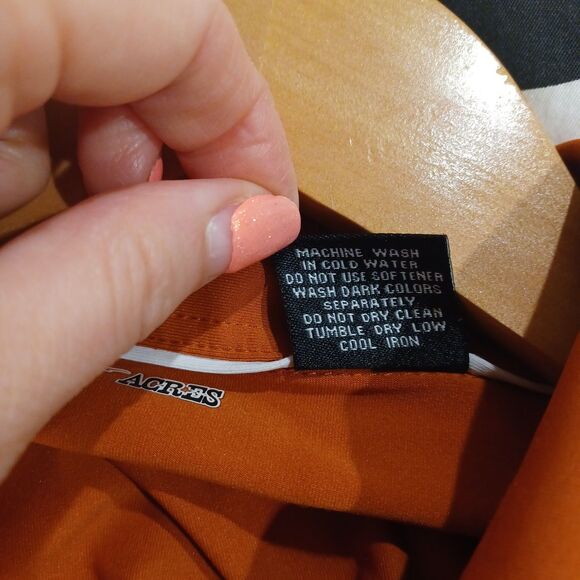 MACHINE WASH
IN COLD WATER
DO NOT USE SOFTENER
WASH DARK COLORS
SEPARATELY
DO NOT DRY CLEAN
TUMBLE DRY LOW
COOL IRON
ACRES